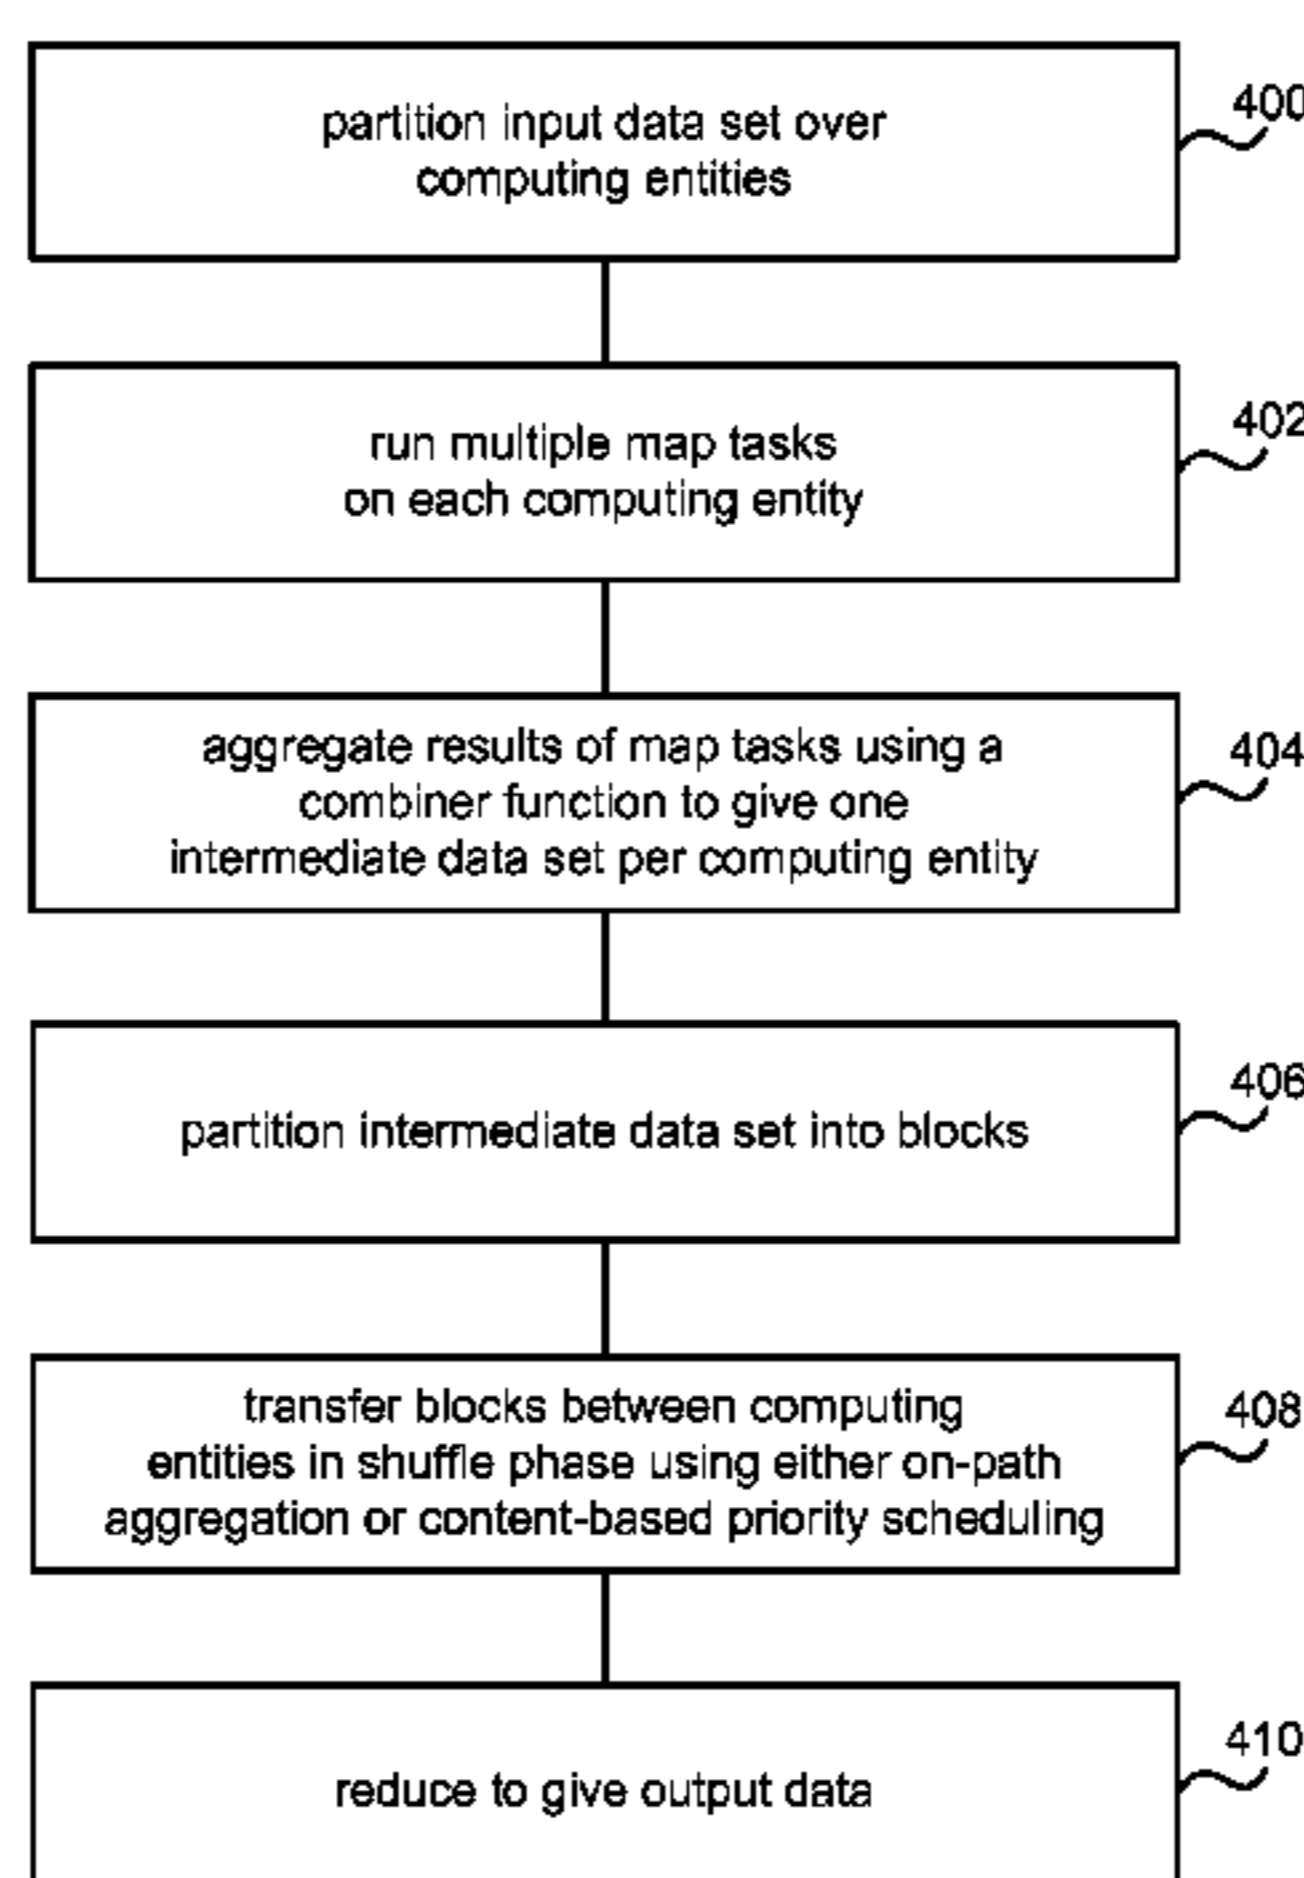 partition input data set over
computing entities
400
run multiple map tasks
on each computing entity
402
aggregate results of map tasks using a
combiner function to give one
intermediate data set per computing entity
404
partition intermediate data set into blocks
406
transfer blocks between computing
entities in shuffle phase using either on-path
aggregation or content-based priority scheduling
408
reduce to give output data
410